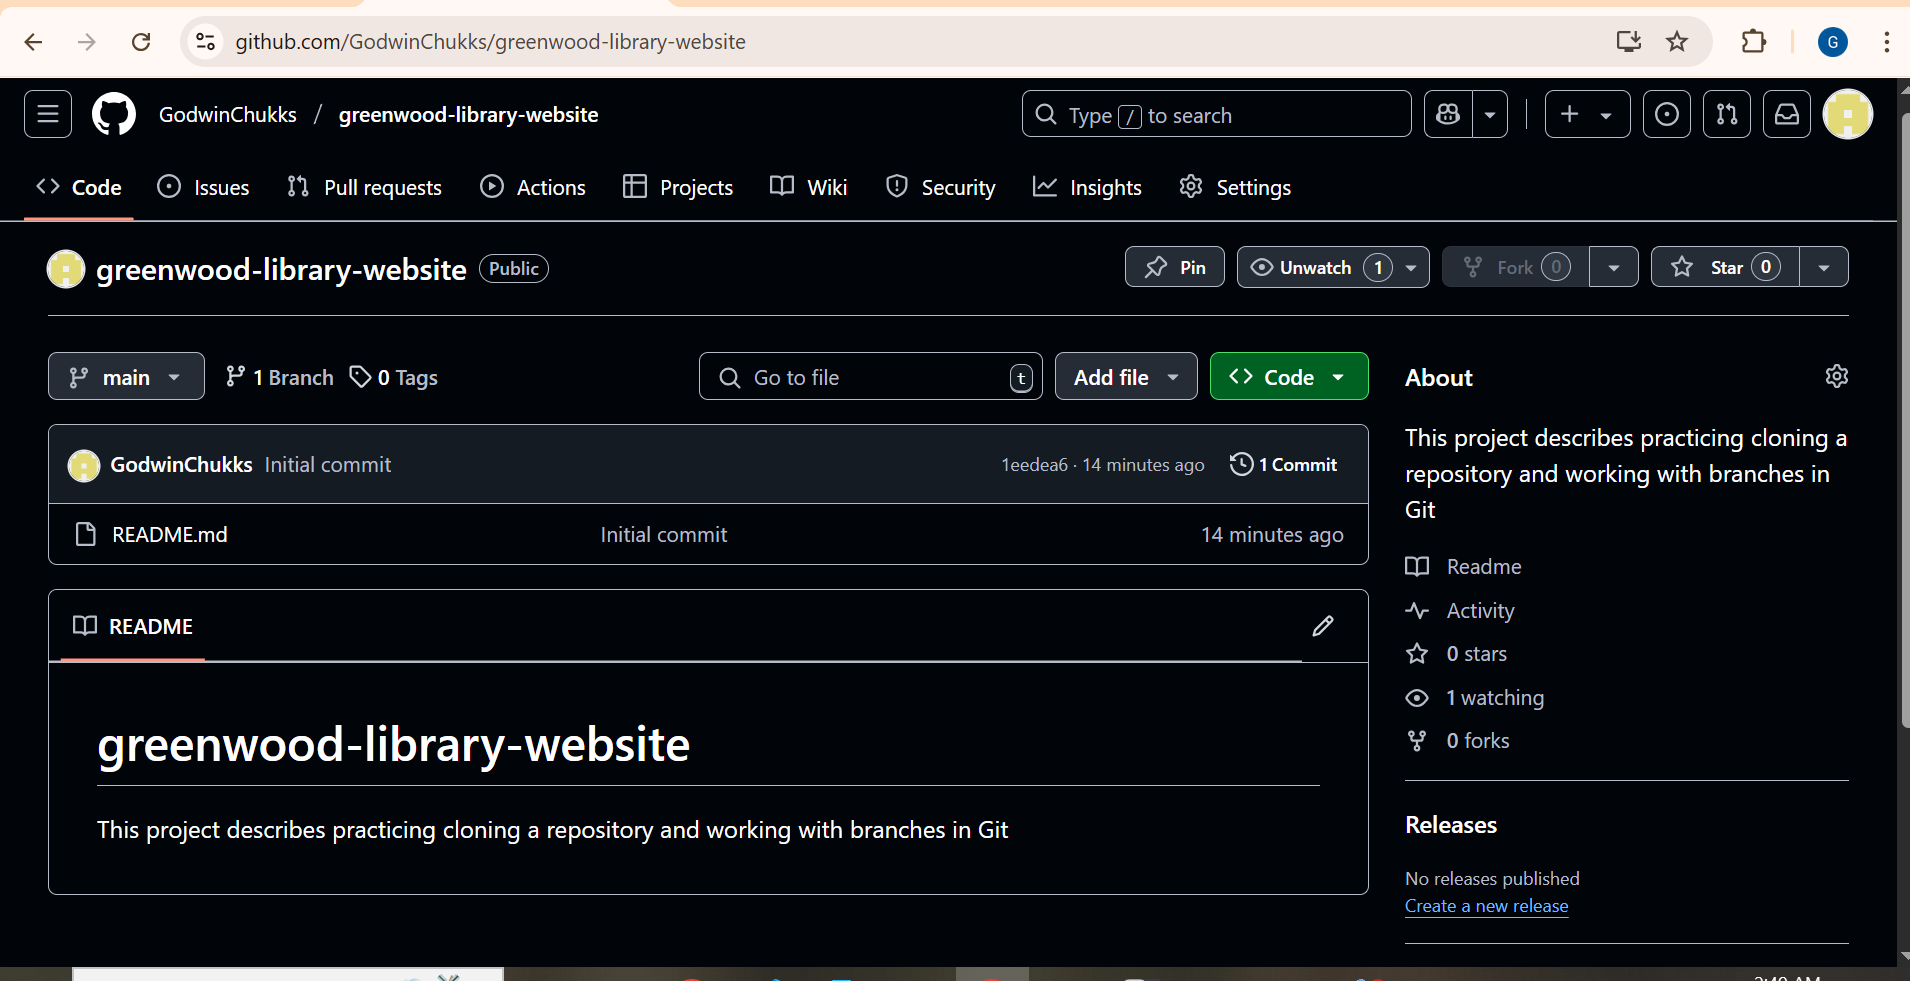 github.com/GodwinChukks/greenwood-library-website
G
GodwinChukks / greenwood-library-website
Type / to search
Code
Issues
Pull requests
Actions
Projects
Wiki
Security
Insights
Settings
greenwood-library-website Public
Pin
Unwatch 1
Fork 0
Star 0
main
1 Branch
0 Tags
Go to file t
Add file
Code
GodwinChukks Initial commit
1eedea6 · 14 minutes ago
1 Commit
README.md Initial commit 14 minutes ago
README
greenwood-library-website
This project describes practicing cloning a repository and working with branches in Git
About
This project describes practicing cloning a
repository and working with branches in
Git
Readme
Activity
0 stars
1 watching
0 forks
Releases
No releases published
Create a new release